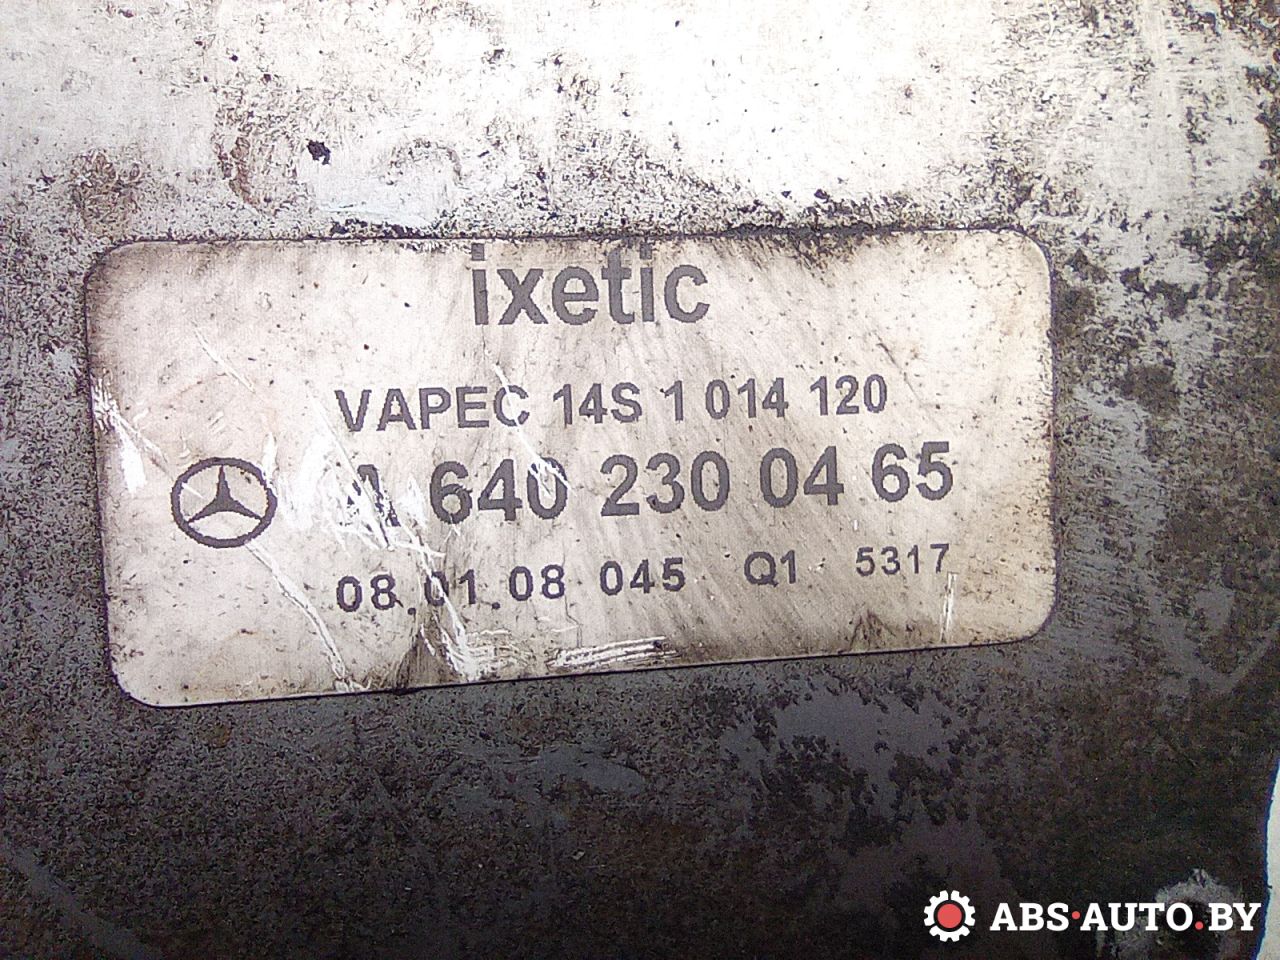 ixetic
VAPEC 14S 1 014 120
A 640 230 04 65
08.01.08 045 Q1 5317
ABS·AUTO.BY